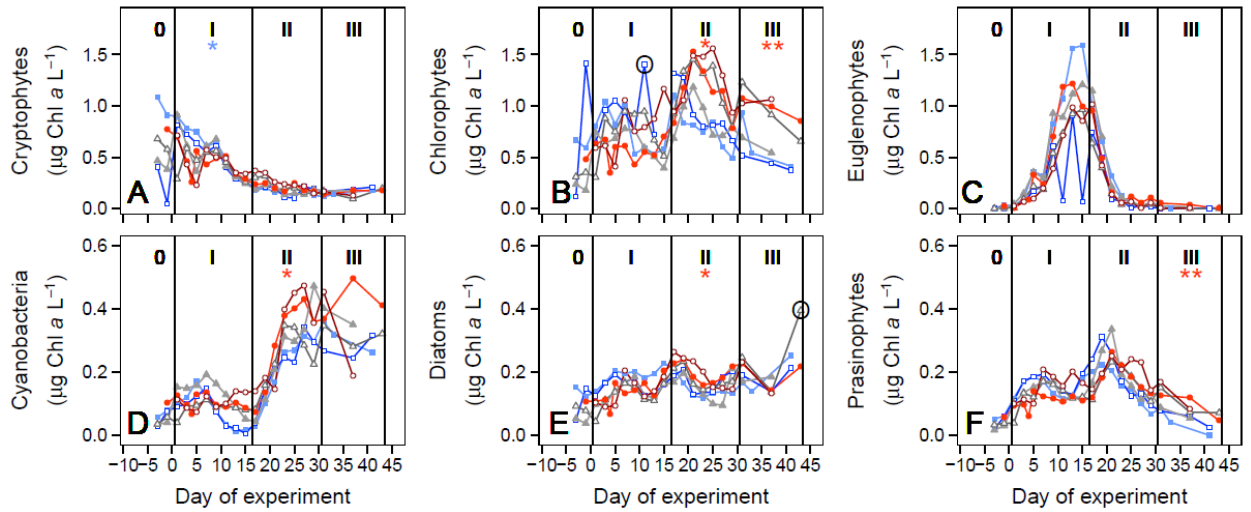 0 I II III
*
Cryptophytes
(µg Chl a L⁻¹)
1.5
1.0
0.5
0.0
A
0 I II III
* **
Chlorophytes
(µg Chl a L⁻¹)
1.5
1.0
0.5
0.0
B
0 I II III
Euglenophytes
(µg Chl a L⁻¹)
1.5
1.0
0.5
0.0
C
0 I II III
*
Cyanobacteria
(µg Chl a L⁻¹)
0.6
0.4
0.2
0.0
D
−10 −5 0 5 10 15 20 25 30 35 40 45
Day of experiment
0 I II III
*
Diatoms
(µg Chl a L⁻¹)
0.6
0.4
0.2
0.0
E
−10 −5 0 5 10 15 20 25 30 35 40 45
Day of experiment
0 I II III
**
Prasinophytes
(µg Chl a L⁻¹)
0.6
0.4
0.2
0.0
F
−10 −5 0 5 10 15 20 25 30 35 40 45
Day of experiment